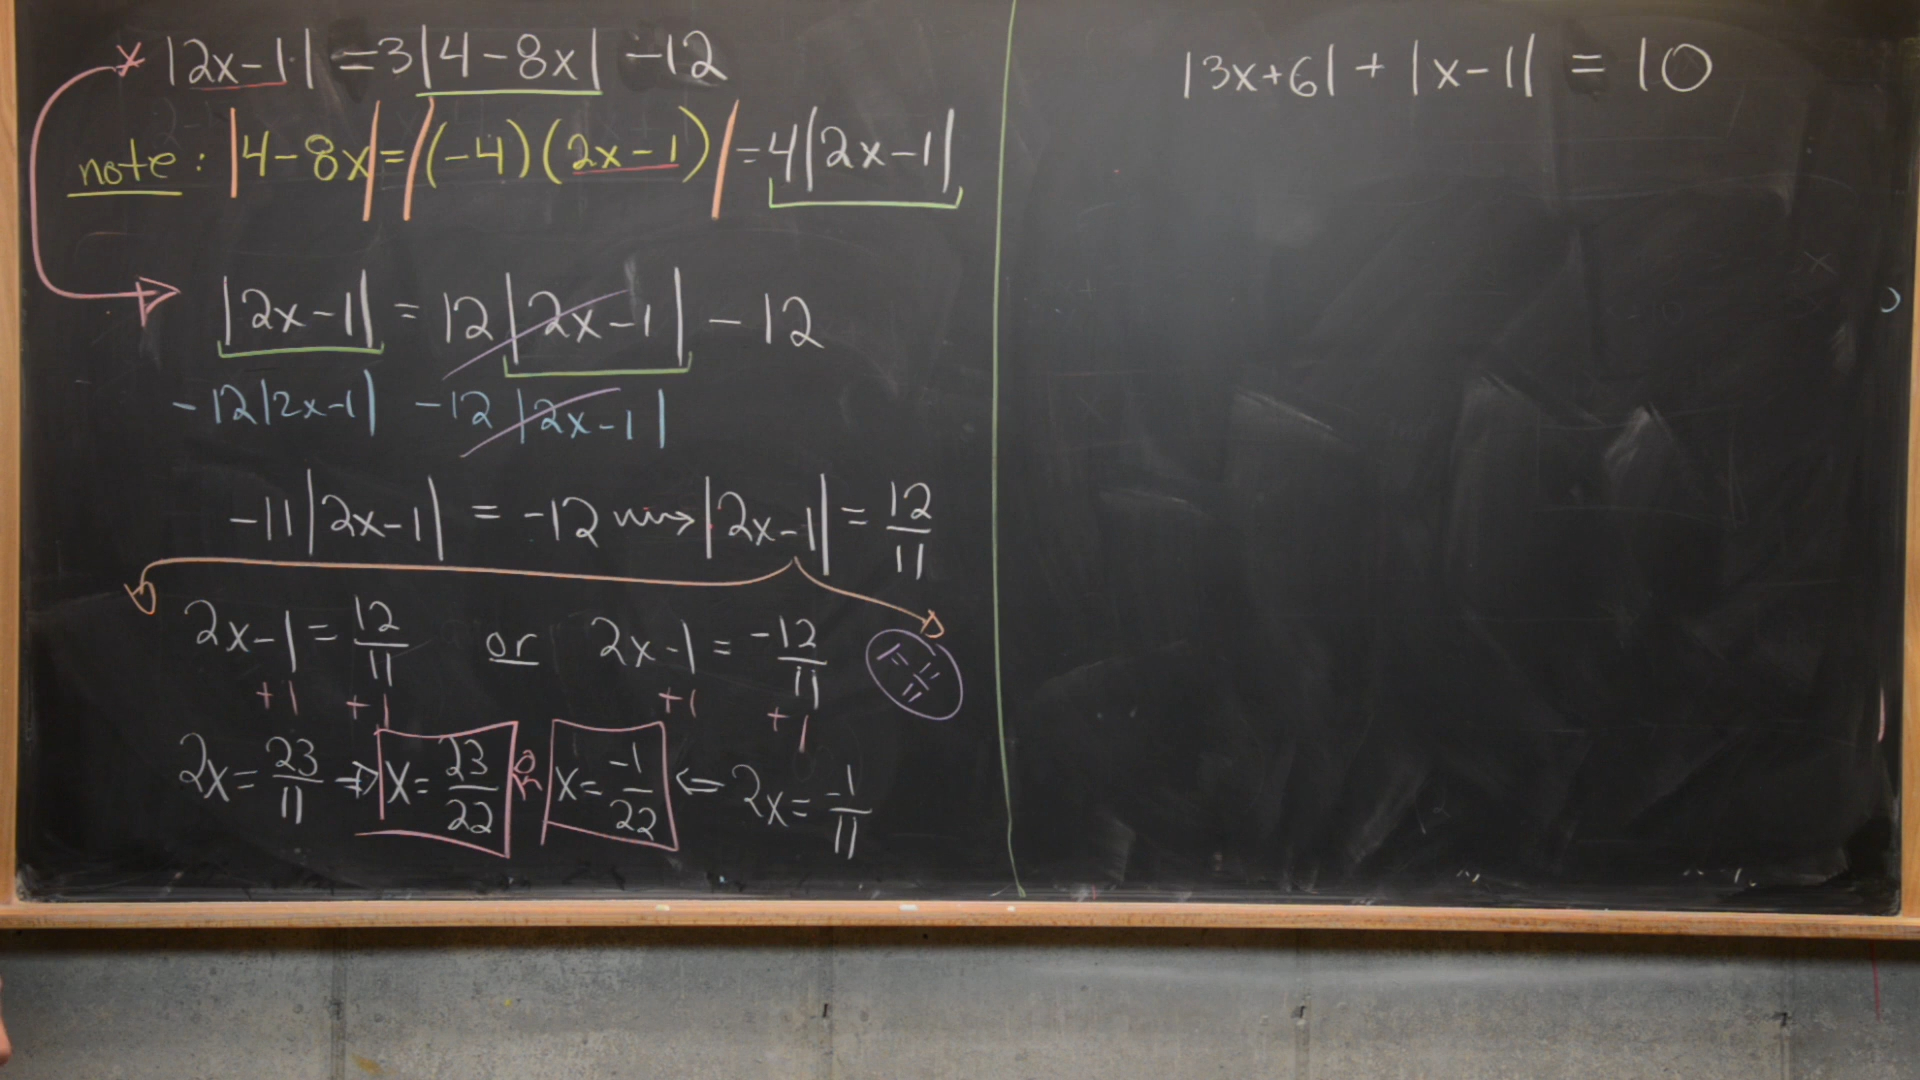 * |2x-1| = 3|4-8x| -12
note: |4-8x| = |(-4)(2x-1)| = 4|2x-1|
|2x-1| = 12|2x-1| - 12
-12|2x-1| -12|2x-1|
-11|2x-1| = -12 → |2x-1| = 12/11
2x-1 = 12/11 or 2x-1 = -12/11
+1 +1 +1 +1
2x = 23/11 ⇒ x = 23/22 or x = -1/22 ⇐ 2x = -1/11
|3x+6| + |x-1| = 10